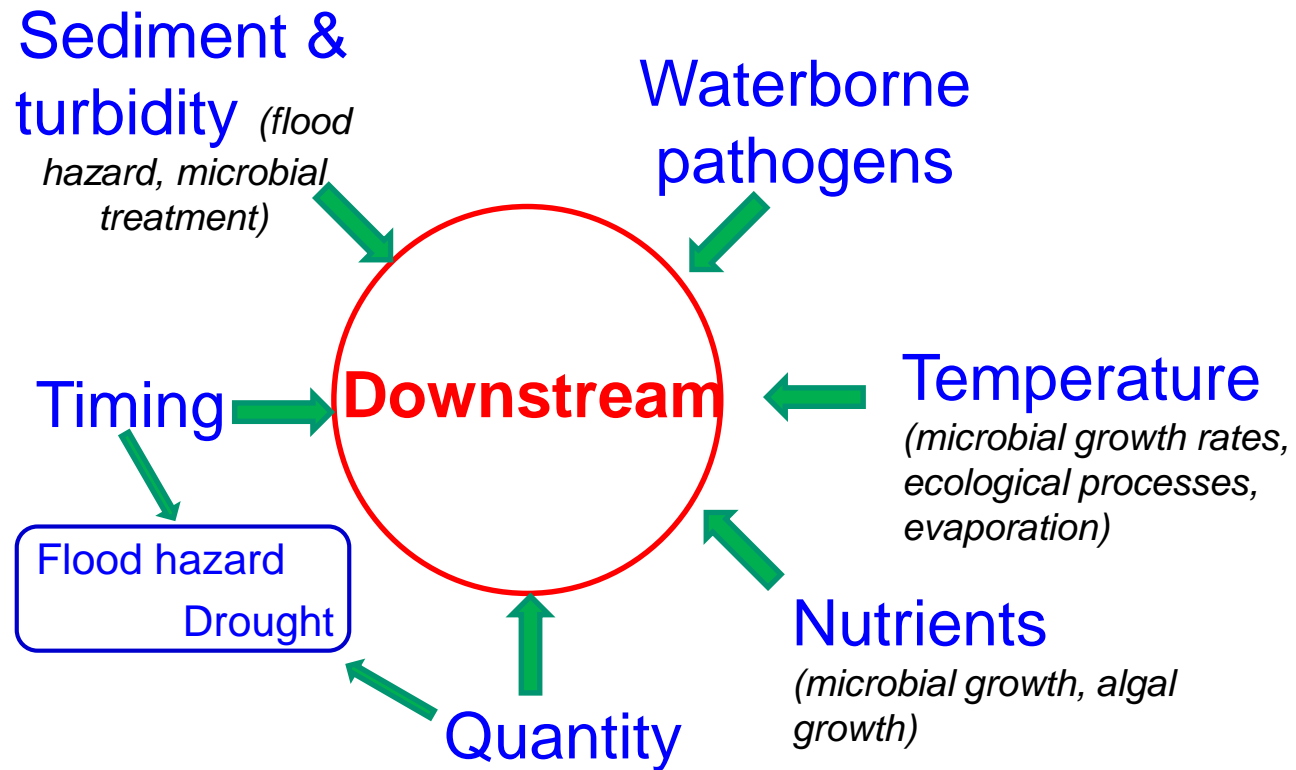 Sediment &
turbidity (flood
hazard, microbial
treatment)
Waterborne
pathogens
Timing
Downstream
Temperature
(microbial growth rates,
ecological processes,
evaporation)
Flood hazard
Drought
Nutrients
(microbial growth, algal
growth)
Quantity